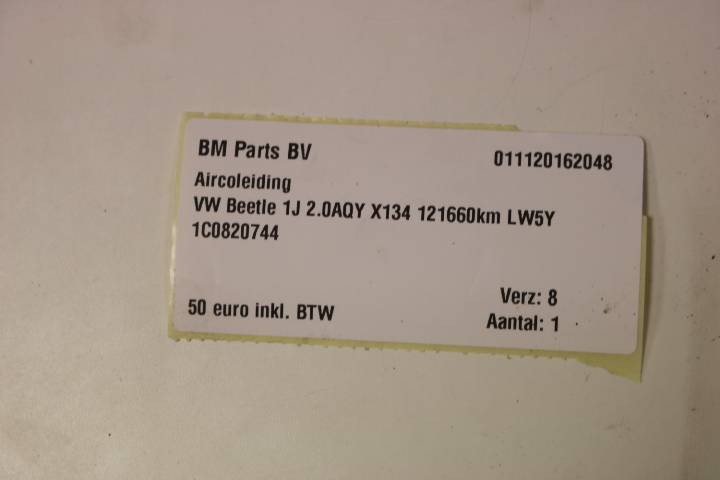 BM Parts BV 011120162048
Aircoleiding
VW Beetle 1J 2.0AQY X134 121660km LW5Y
1C0820744
Verz: 8
50 euro inkl. BTW Aantal: 1